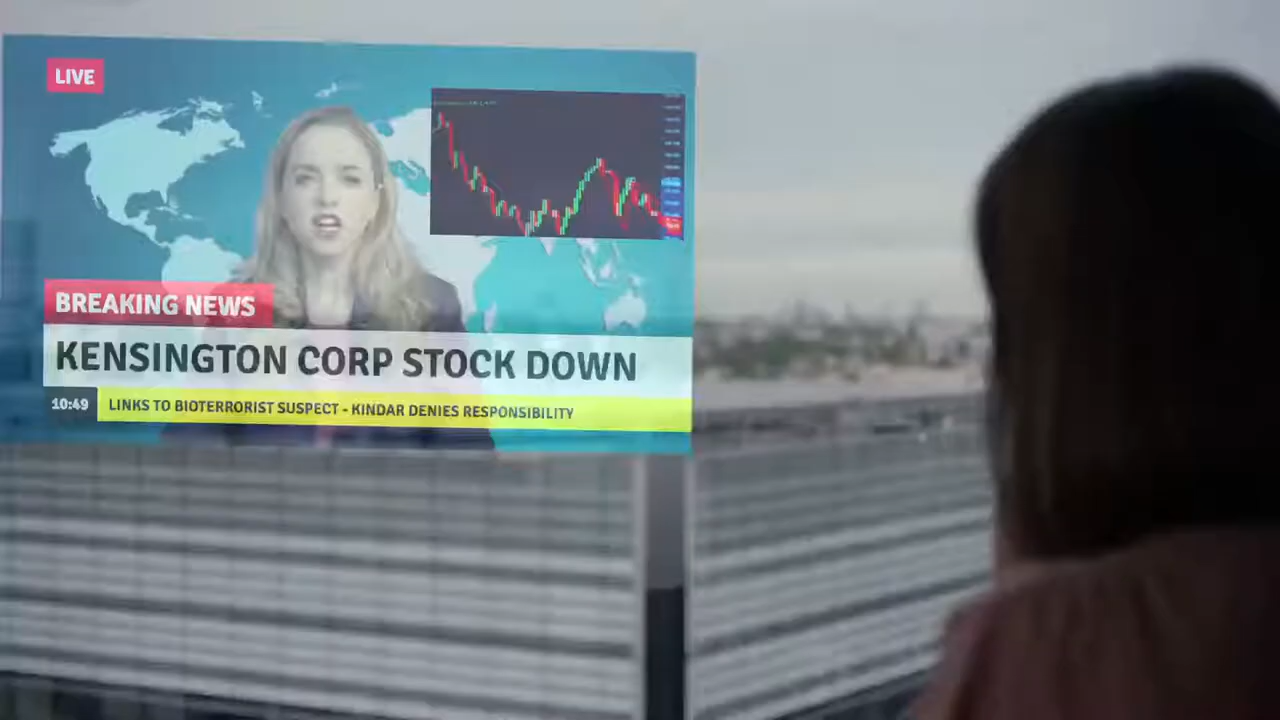 LIVE
BREAKING NEWS
KENSINGTON CORP STOCK DOWN
10:49 LINKS TO BIOTERRORIST SUSPECT - KINDAR DENIES RESPONSIBILITY